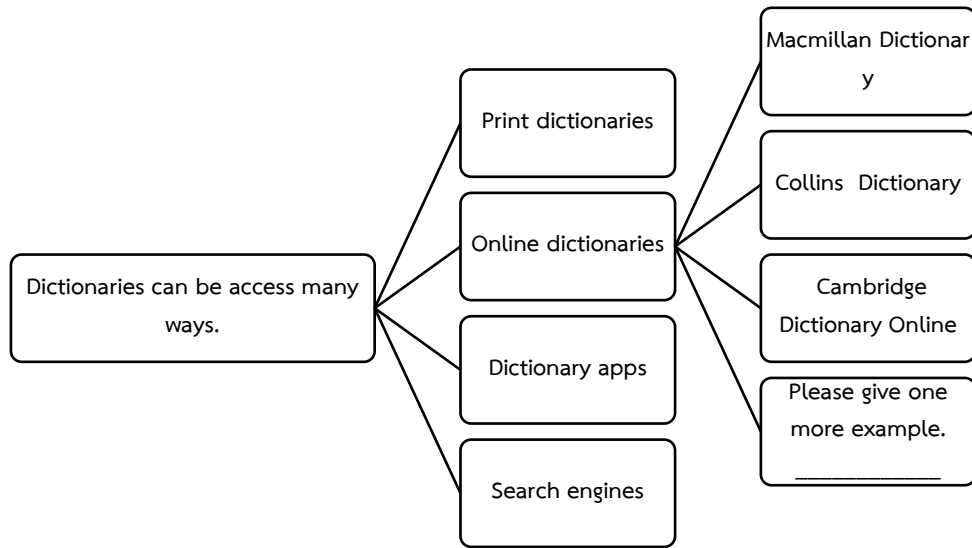 Dictionaries can be access many
ways.
Print dictionaries
Online dictionaries
Dictionary apps
Search engines
Macmillan Dictionar
y
Collins Dictionary
Cambridge
Dictionary Online
Please give one
more example.
____________